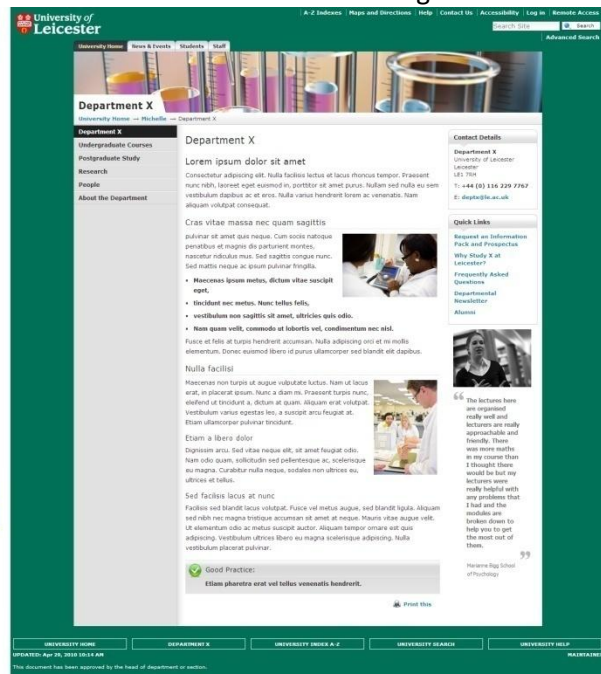 A-Z Indexes | Maps and Directions | Help | Contact Us | Accessibility | Log in | Remote Access
University of
Leicester
Search Site
Search
Advanced Search
University Home
News & Events
Students
Staff
Department X
University Home → Michelle → Department X
Department X
Undergraduate Courses
Postgraduate Study
Research
People
About the Department
Department X
Lorem ipsum dolor sit amet
Consectetur adipiscing elit. Nulla facilisis lectus et lacus rhoncus tempor. Praesent
nunc nibh, laoreet eget euismod in, porttitor sit amet purus. Nullam sed nulla eu sem
vestibulum dapibus ac et eros. Nulla varius hendrerit lorem ac venenatis. Nam
aliquam volutpat consequat.
Cras vitae massa nec quam sagittis
pulvinar sit amet quis neque. Cum sociis natoque
penatibus et magnis dis parturient montes,
nascetur ridiculus mus. Sed sagittis congue nunc.
Sed mattis neque ac ipsum pulvinar fringilla.
• Maecenas ipsum metus, dictum vitae suscipit
eget,
• tincidunt nec metus. Nunc tellus felis,
• vestibulum non sagittis sit amet, ultricies quis odio.
• Nam quam velit, commodo ut lobortis vel, condimentum nec nisl.
Fusce et felis at turpis hendrerit accumsan. Nulla adipiscing orci et mi mollis
elementum. Donec euismod libero id purus ullamcorper sed blandit elit dapibus.
Nulla facilisi
Maecenas non turpis ut augue vulputate luctus. Nam ut lacus
erat, in placerat ipsum. Nunc a diam mi. Praesent turpis nunc,
eleifend ut tincidunt a, dictum at quam. Aliquam erat volutpat.
Vestibulum varius egestas leo, a suscipit arcu feugiat at.
Etiam ullamcorper pulvinar tincidunt.
Etiam a libero dolor
Dignissim arcu. Sed vitae neque elit, sit amet feugiat odio.
Nam odio quam, sollicitudin sed pellentesque ac, scelerisque
eu magna. Curabitur nulla neque, sodales non ultrices eu,
ultrices et tellus.
Sed facilisis lacus at nunc
Facilisis sed blandit lacus volutpat. Fusce vel metus augue, sed blandit ligula. Aliquam
sed nibh nec magna tristique accumsan sit amet at neque. Mauris vitae augue velit.
Ut elementum odio ac metus suscipit auctor. Aliquam tempor ornare est quis
adipiscing. Vestibulum ultrices libero eu magna scelerisque adipiscing. Nulla
vestibulum placerat pulvinar.
Good Practice:
Etiam pharetra erat vel tellus venenatis hendrerit.
Print this
Contact Details
Department X
University of Leicester
Leicester
LE1 7RH
T: +44 (0) 116 229 7767
E: deptx@le.ac.uk
Quick Links
Request an Information
Pack and Prospectus
Why Study X at
Leicester?
Frequently Asked
Questions
Departmental
Newsletter
Alumni
“The lectures here
are organised
really well and
lecturers are really
approachable and
friendly. There
was more maths
in my course than
I thought there
would be but my
lecturers were
really helpful with
any problems that
I had and the
modules are
broken down to
help you to get
the most out of
them.
”
Marianne Bigg School
of Psychology
UNIVERSITY HOME
DEPARTMENT X
UNIVERSITY INDEX A-Z
UNIVERSITY SEARCH
UNIVERSITY HELP
UPDATED: Apr 28, 2010 10:14 AM
This document has been approved by the head of department or section.